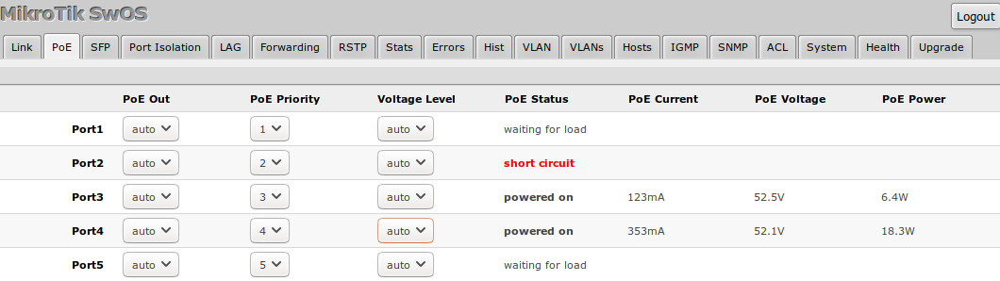 MikroTik SwOS
Logout
Link PoE SFP Port Isolation LAG Forwarding RSTP Stats Errors Hist VLAN VLANs Hosts IGMP SNMP ACL System Health Upgrade
PoE Out PoE Priority Voltage Level PoE Status PoE Current PoE Voltage PoE Power
Port1 auto 1 auto waiting for load
Port2 auto 2 auto short circuit
Port3 auto 3 auto powered on 123mA 52.5V 6.4W
Port4 auto 4 auto powered on 353mA 52.1V 18.3W
Port5 auto 5 auto waiting for load